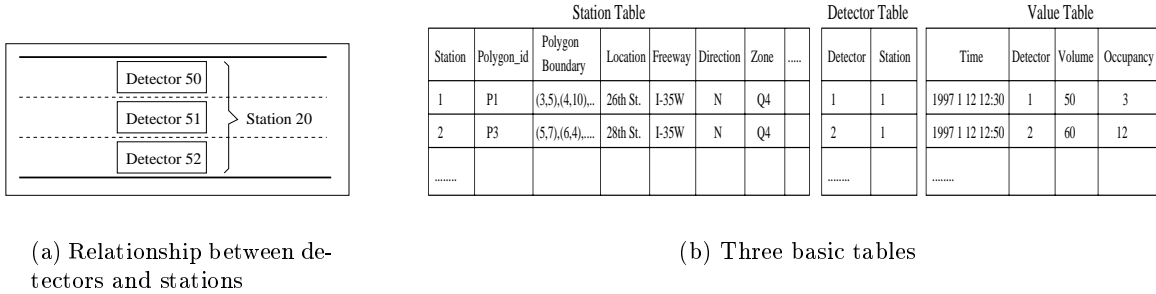 Station Table Detector Table Value Table
Station Polygon_id Polygon Boundary Location Freeway Direction Zone ..... Detector Station Time Detector Volume Occupancy
1 P1 (3,5),(4,10),.. 26th St. I-35W N Q4 1 1 1997 1 12 12:30 1 50 3
2 P3 (5,7),(6,4),.... 28th St. I-35W N Q4 2 1 1997 1 12 12:50 2 60 12
........ ........ ........
Detector 50
Detector 51 Station 20
Detector 52
(a) Relationship between de-
tectors and stations
(b) Three basic tables